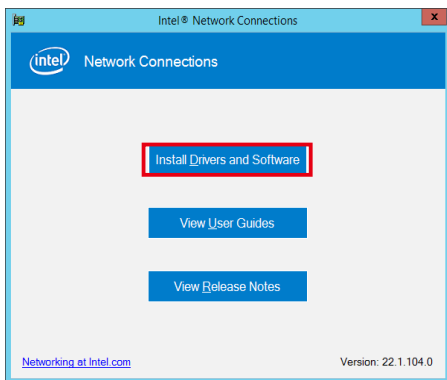 Intel® Network Connections
x
intel
Network Connections
Install Drivers and Software
View User Guides
View Release Notes
Networking at Intel.com
Version: 22.1.104.0